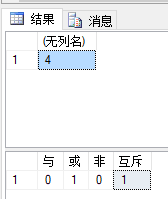 结果 消息
(无列名)
1 4
与 或 非 互斥
1 0 1 0 1